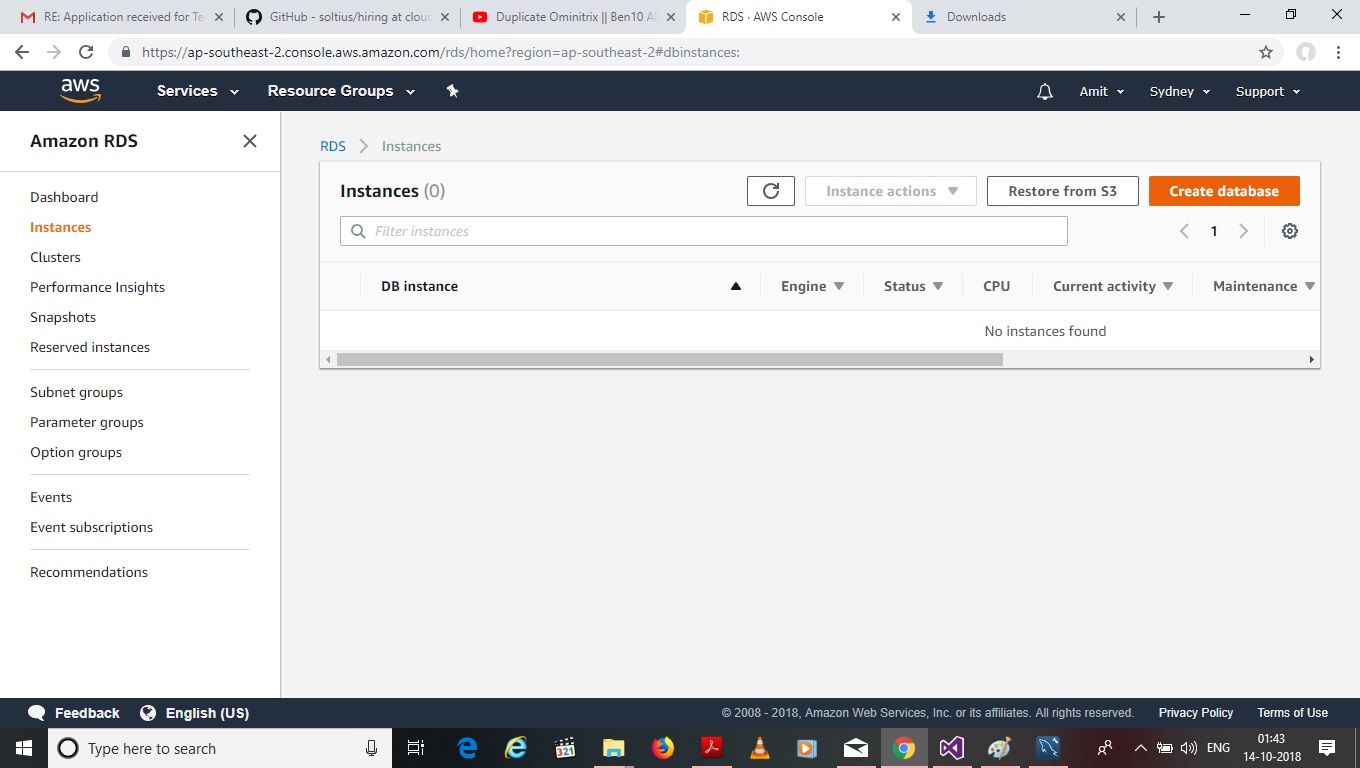 RE: Application received for Te
GitHub - soltius/hiring at cloud
Duplicate Ominitrix || Ben10 Al
RDS · AWS Console
Downloads
https://ap-southeast-2.console.aws.amazon.com/rds/home?region=ap-southeast-2#dbinstances:
aws
Services
Resource Groups
Amit
Sydney
Support
Amazon RDS
Dashboard
Instances
Clusters
Performance Insights
Snapshots
Reserved instances
Subnet groups
Parameter groups
Option groups
Events
Event subscriptions
Recommendations
RDS
Instances
Instances (0)
Instance actions
Restore from S3
Create database
Filter instances
1
DB instance
Engine
Status
CPU
Current activity
Maintenance
No instances found
Feedback
English (US)
© 2008 - 2018, Amazon Web Services, Inc. or its affiliates. All rights reserved.
Privacy Policy
Terms of Use
Type here to search
321
ENG
01:43
14-10-2018